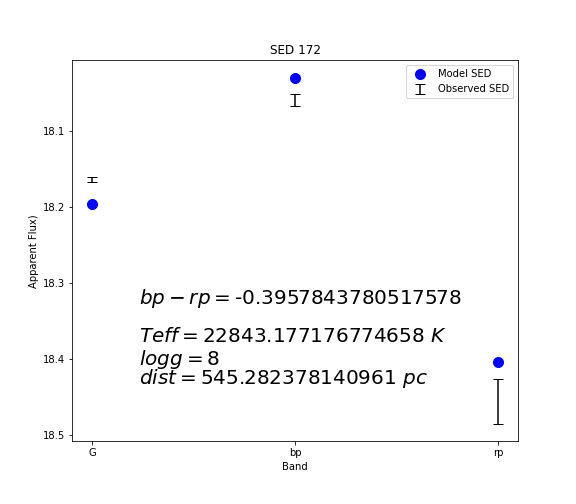 SED 172
Model SED
Observed SED
18.1
18.2
18.3
18.4
18.5
Apparent Flux)
bp − rp = -0.3957843780517578
Teff = 22843.177176774658 K
logg = 8
dist = 545.282378140961 pc
G
bp
rp
Band